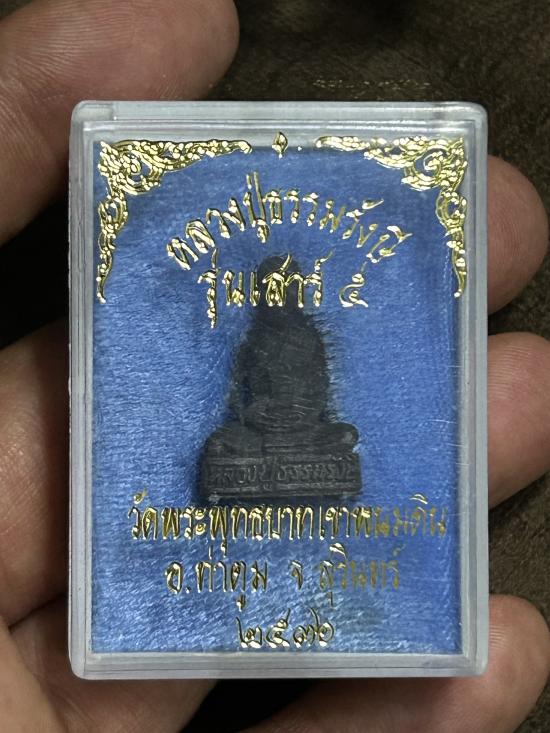 หลวงปู่ธรรมรังษี
รุ่นเสาร์ ๕
หลวงปู่ธรรมรังษี
วัดพระพุทธบาทเขาพนมดิน
อ.ท่าตูม จ.สุรินทร์
๒๕๓๖